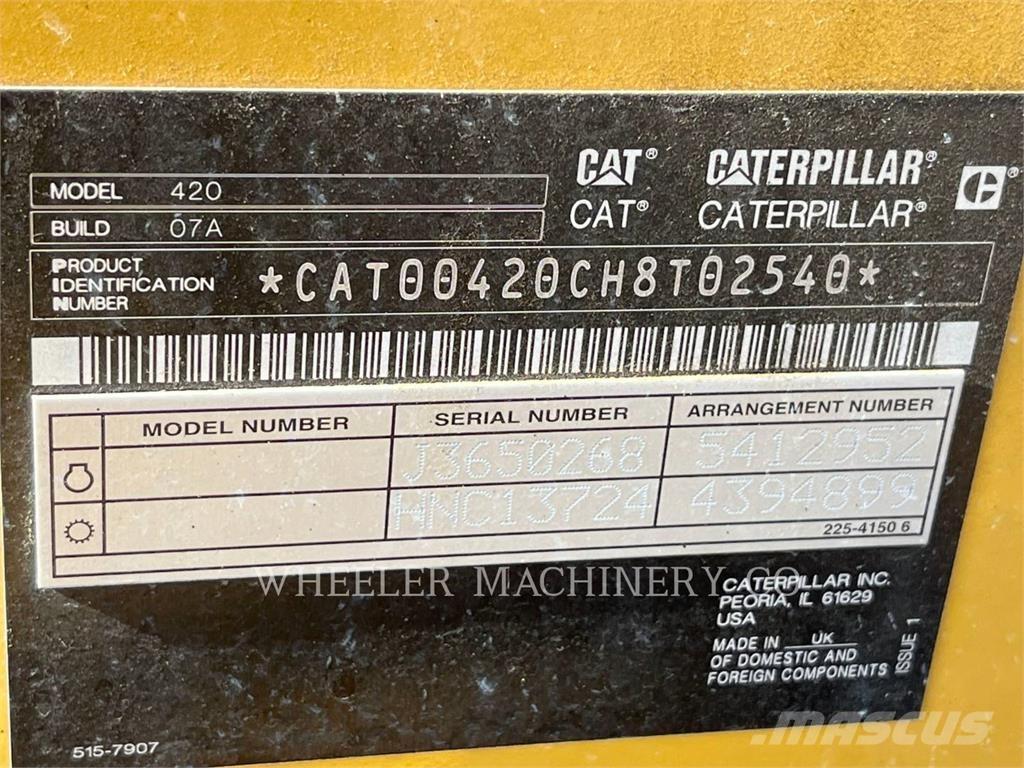 CAT® CATERPILLAR® ®
CAT® CATERPILLAR®
MODEL 420
BUILD 07A
PRODUCT
IDENTIFICATION
NUMBER
*CAT00420CH8T02540*
MODEL NUMBER SERIAL NUMBER ARRANGEMENT NUMBER
J3650268 5412952
HNC13724 4394899
225-4150 6
WHEELER MACHINERY CO
CATERPILLAR INC.
PEORIA, IL 61629
USA
MADE IN UK
OF DOMESTIC AND
FOREIGN COMPONENTS
ISSUE 1
515-7907
MASCUS